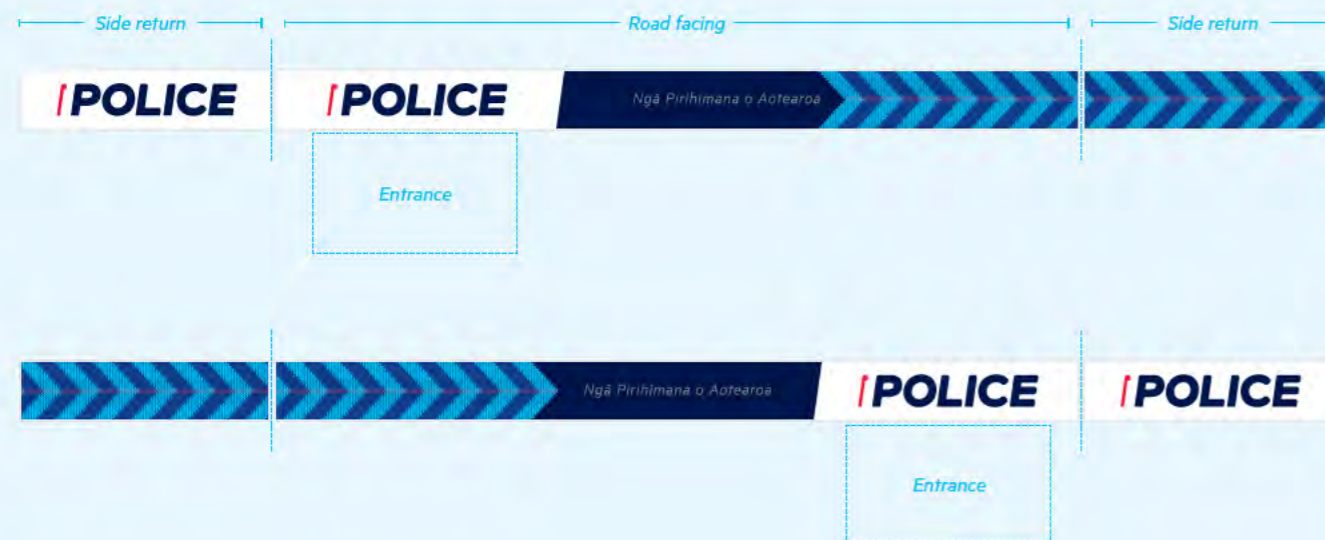 Side return
Road facing
Side return
POLICE
POLICE
Ngā Pirihimana o Aotearoa
Entrance
Ngā Pirihimana o Aotearoa
POLICE
POLICE
Entrance